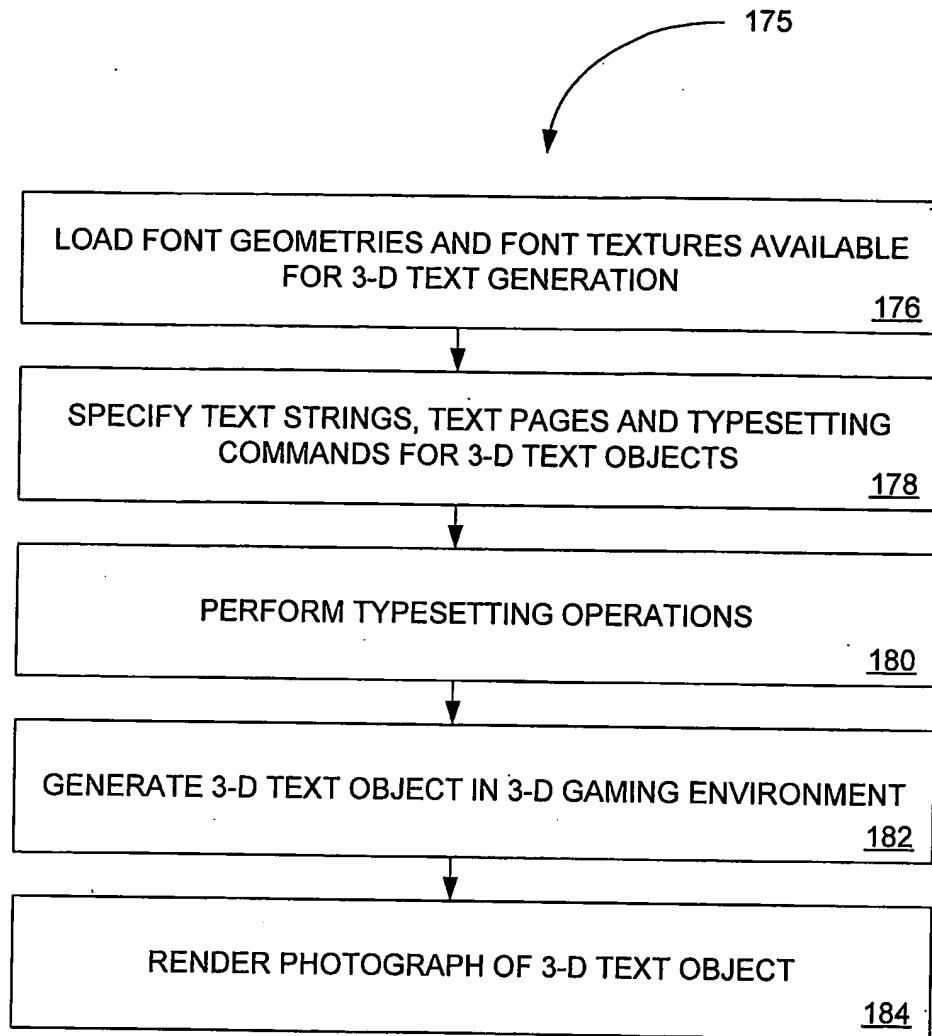 175
LOAD FONT GEOMETRIES AND FONT TEXTURES AVAILABLE
FOR 3-D TEXT GENERATION
176
SPECIFY TEXT STRINGS, TEXT PAGES AND TYPESETTING
COMMANDS FOR 3-D TEXT OBJECTS
178
PERFORM TYPESETTING OPERATIONS
180
GENERATE 3-D TEXT OBJECT IN 3-D GAMING ENVIRONMENT
182
RENDER PHOTOGRAPH OF 3-D TEXT OBJECT
184